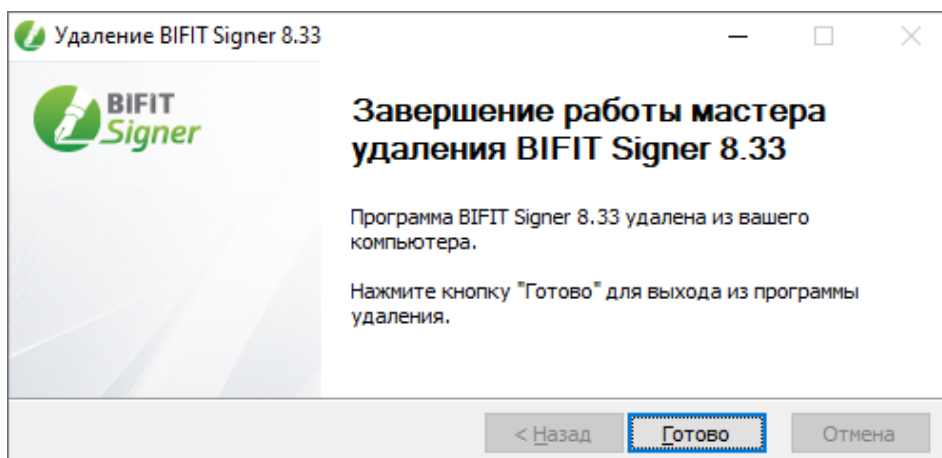 Удаление BIFIT Signer 8.33
BIFIT
Signer
Завершение работы мастера
удаления BIFIT Signer 8.33
Программа BIFIT Signer 8.33 удалена из вашего
компьютера.
Нажмите кнопку "Готово" для выхода из программы
удаления.
< Назад Готово Отмена